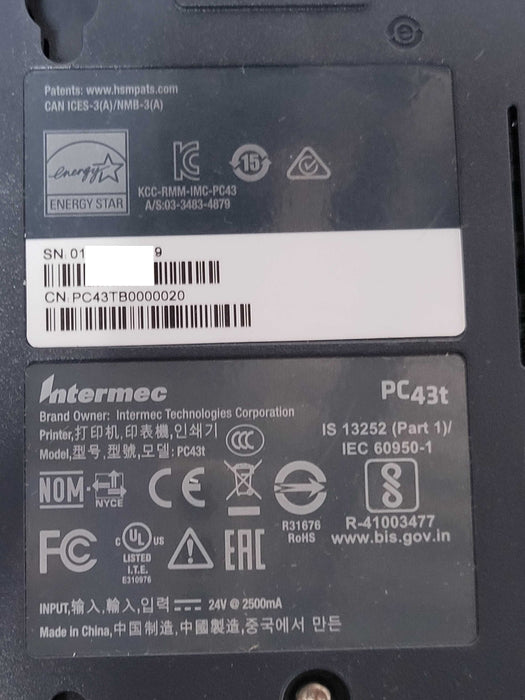 Patents: www.hsmpats.com
CAN ICES-3(A)/NMB-3(A)
energy
ENERGY STAR
15
KCC-RMM-IMC-PC43
A/S:03-3483-4879
SN: 01 9
CN: PC43TB0000020
Intermec PC43t
Brand Owner: Intermec Technologies Corporation
Printer,打印机,印表機,인쇄기
Model,型号,型號,모델: PC43t
CCC
IS 13252 (Part 1)/
IEC 60950-1
NOM
NYCE
CE
R31676
RoHS
R-41003477
www.bis.gov.in
FC
C UL US
LISTED
I.T.E.
E310976
EAC
INPUT,输入,輸入,입력 24V @ 2500mA
Made in China,中国制造,中國製造,중국에서 만든